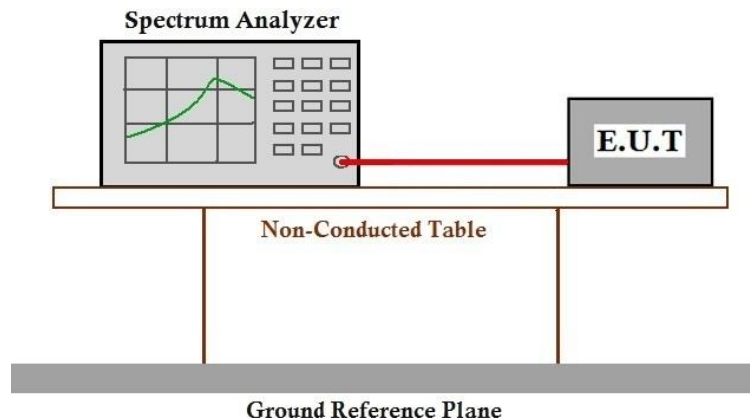 Spectrum Analyzer
E.U.T
Non-Conducted Table
Ground Reference Plane